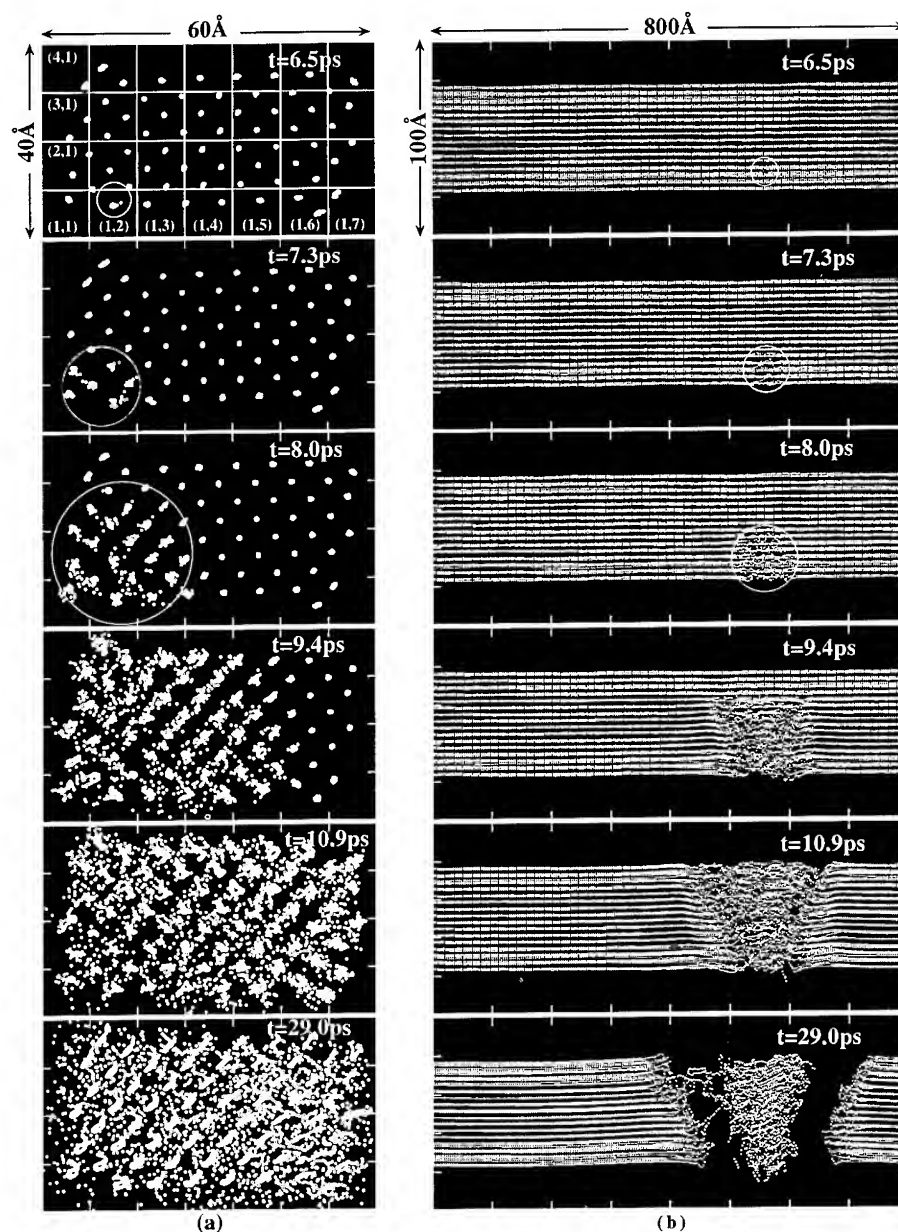 60Å
800Å
40Å
100Å
t=6.5ps
(4,1)
(3,1)
(2,1)
(1,1) (1,2) (1,3) (1,4) (1,5) (1,6) (1,7)
t=6.5ps
t=7.3ps
t=7.3ps
t=8.0ps
t=8.0ps
t=9.4ps
t=9.4ps
t=10.9ps
t=10.9ps
t=29.0ps
t=29.0ps
(a)
(b)